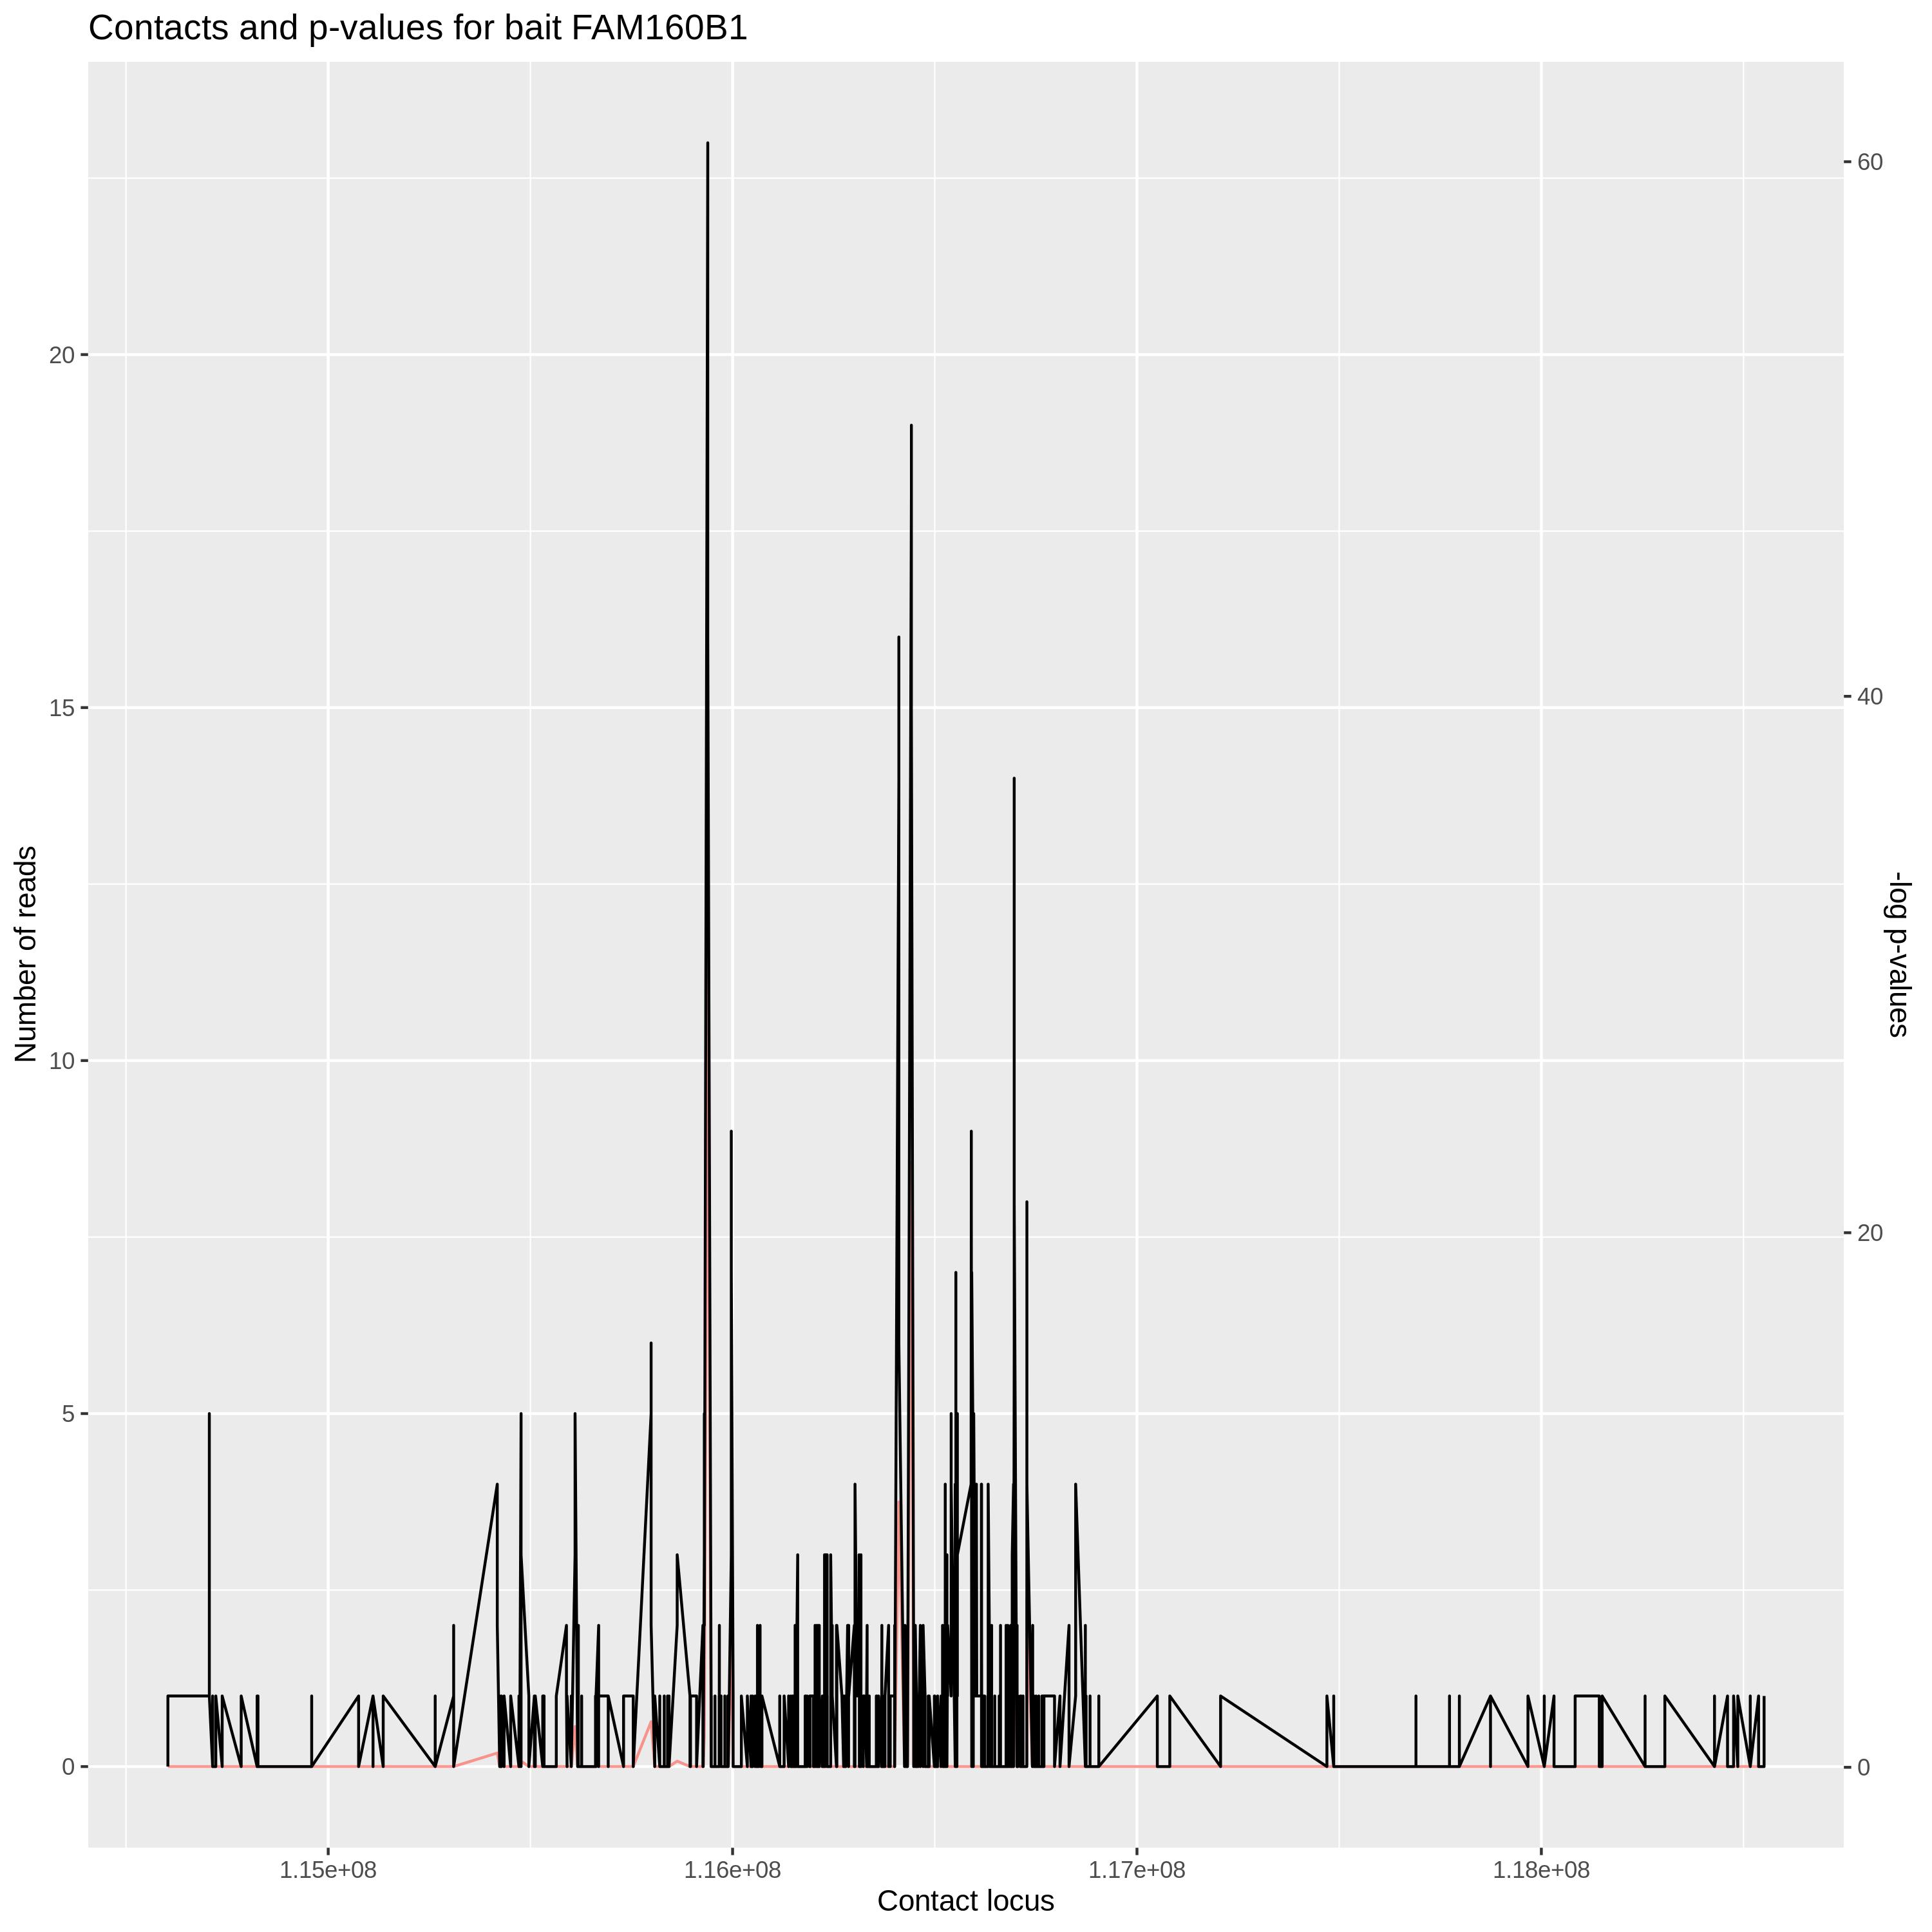 Contacts and p-values for bait FAM160B1
Number of reads
20
15
10
5
0
60
40
20
0
-log p-values
1.15e+08
1.16e+08
1.17e+08
1.18e+08
Contact locus